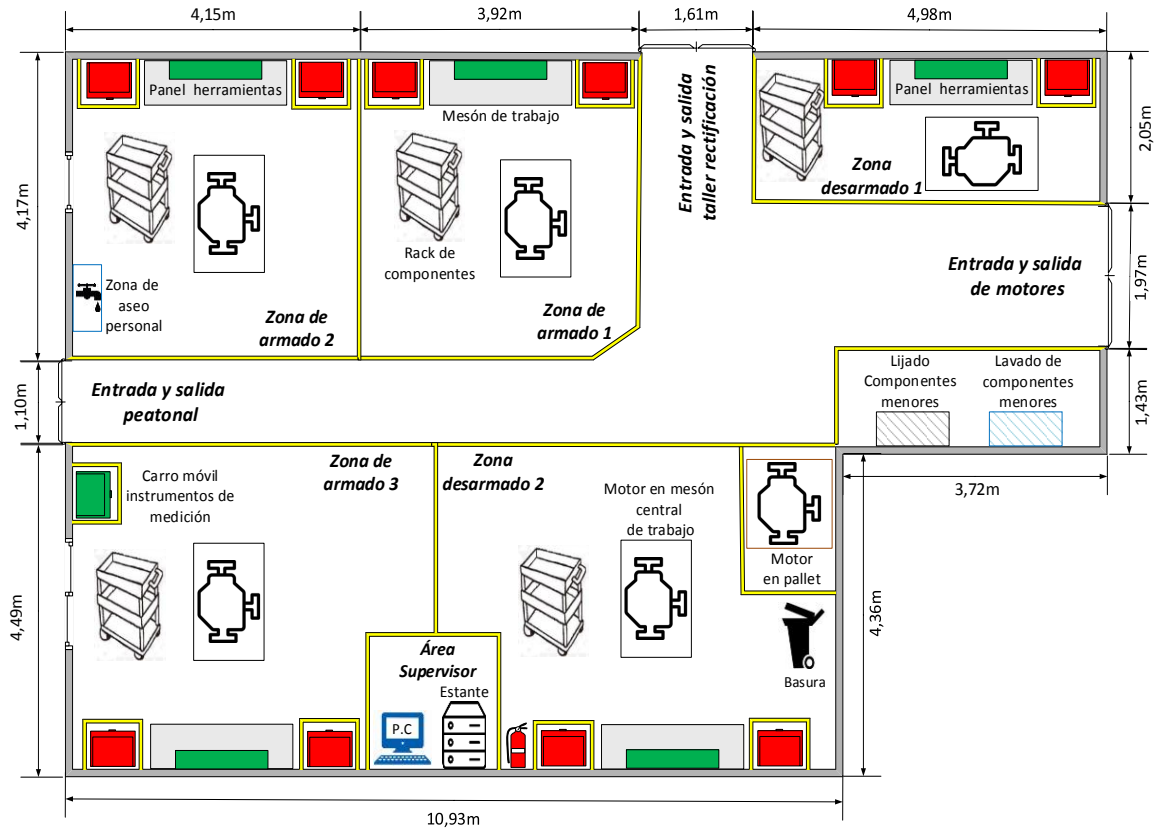 4,15m
3,92m
1,61m
4,98m
Panel herramientas
Mesón de trabajo
Entrada y salida
taller rectificación
Panel herramientas
2,05m
Zona
desarmado 1
4,17m
Rack de
componentes
Zona de
aseo
personal
Zona de
armado 2
Zona de
armado 1
Entrada y salida
de motores
1,97m
Entrada y salida
peatonal
1,10m
Lijado
Componentes
menores
Lavado de
componentes
menores
1,43m
Carro móvil
instrumentos de
medición
Zona de
armado 3
Zona
desarmado 2
Motor en mesón
central
de trabajo
Motor
en pallet
3,72m
4,49m
4,36m
Área
Supervisor
Estante
P.C
Basura
10,93m